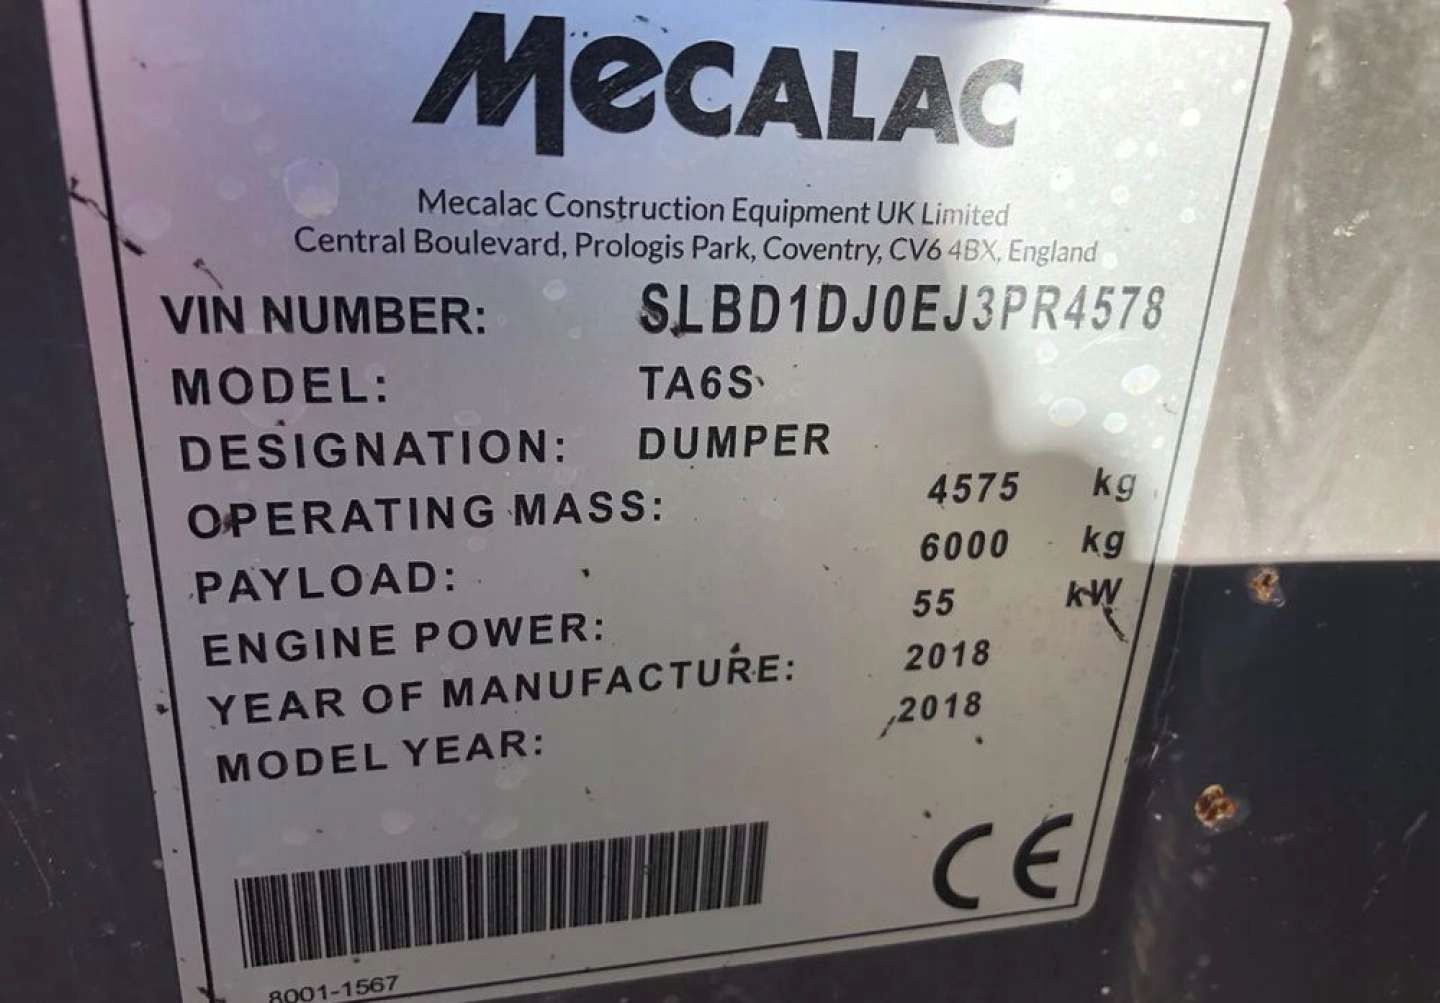 MeCALAC
Mecalac Construction Equipment UK Limited
Central Boulevard, Prologis Park, Coventry, CV6 4BX, England
VIN NUMBER: SLBD1DJ0EJ3PR4578
MODEL: TA6S
DESIGNATION: DUMPER
OPERATING MASS: 4575 kg
PAYLOAD: 6000 kg
ENGINE POWER: 55 kW
YEAR OF MANUFACTURE: 2018
MODEL YEAR: 2018
CE
8001-1567